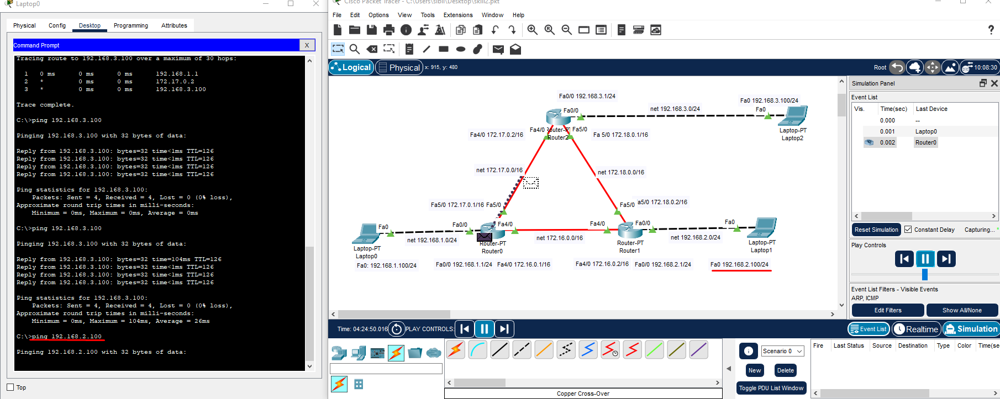 Laptop0
Physical Config Desktop Programming Attributes
Command Prompt X
Tracing route to 192.168.3.100 over a maximum of 30 hops:
1 0 ms 0 ms 0 ms 192.168.1.1
2 * 0 ms 0 ms 172.17.0.2
3 * 0 ms 0 ms 192.168.3.100
Trace complete.
C:\>ping 192.168.3.100
Pinging 192.168.3.100 with 32 bytes of data:
Reply from 192.168.3.100: bytes=32 time<1ms TTL=126
Reply from 192.168.3.100: bytes=32 time<1ms TTL=126
Reply from 192.168.3.100: bytes=32 time<1ms TTL=126
Reply from 192.168.3.100: bytes=32 time<1ms TTL=126
Ping statistics for 192.168.3.100:
Packets: Sent = 4, Received = 4, Lost = 0 (0% loss),
Approximate round trip times in milli-seconds:
Minimum = 0ms, Maximum = 0ms, Average = 0ms
C:\>ping 192.168.3.100
Pinging 192.168.3.100 with 32 bytes of data:
Reply from 192.168.3.100: bytes=32 time=104ms TTL=126
Reply from 192.168.3.100: bytes=32 time<1ms TTL=126
Reply from 192.168.3.100: bytes=32 time<1ms TTL=126
Reply from 192.168.3.100: bytes=32 time<1ms TTL=126
Ping statistics for 192.168.3.100:
Packets: Sent = 4, Received = 4, Lost = 0 (0% loss),
Approximate round trip times in milli-seconds:
Minimum = 0ms, Maximum = 104ms, Average = 26ms
C:\>ping 192.168.2.100
Pinging 192.168.2.100 with 32 bytes of data:
Top
Cisco Packet Tracer - C:\Users\sibii\Desktop\skill2.pkt
File Edit Options View Tools Extensions Window Help
?
Logical Physical x: 915, y: 480 Root 10:08:30
Fa0/0 192.168.3.1/24
Fa0 192.168.3.100/24
Fa0/0
net 192.168.3.0/24
Fa0
Fa4/0 172.17.0.2/16
Fa4/0
Router-PT
Router2
Fa5/0
Fa 5/0 172.18.0.1/16
Laptop-PT
Laptop2
net 172.17.0.0/16
net 172.18.0.0/16
Fa5/0 172.17.0.1/16
Fa5/0
Fa5/0
a5/0 172.18.0.2/16
Fa0
Fa0/0
Fa4/0
Fa4/0
Fa0/0
Fa0
net 192.168.1.0/24
net 172.16.0.0/16
net 192.168.2.0/24
Laptop-PT
Laptop0
Router-PT
Router0
Router-PT
Router1
Laptop-PT
Laptop1
Fa0: 192.168.1.100/24
Fa0/0 192.168.1.1/24
Fa4/0 172.16.0.1/16
Fa4/0 172.16.0.2/16
Fa0/0 192.168.2.1/24
Fa0 192.168.2.100/24
Simulation Panel
Event List
Vis. Time(sec) Last Device
0.000 --
0.001 Laptop0
0.002 Router0
Reset Simulation Constant Delay Capturing... *
Play Controls
Event List Filters - Visible Events
ARP, ICMP
Edit Filters Show All/None
Time: 04:24:50.016 PLAY CONTROLS:
Event List Realtime Simulation
Copper Cross-Over
Scenario 0
New Delete
Toggle PDU List Window
Fire Last Status Source Destination Type Color Time(se